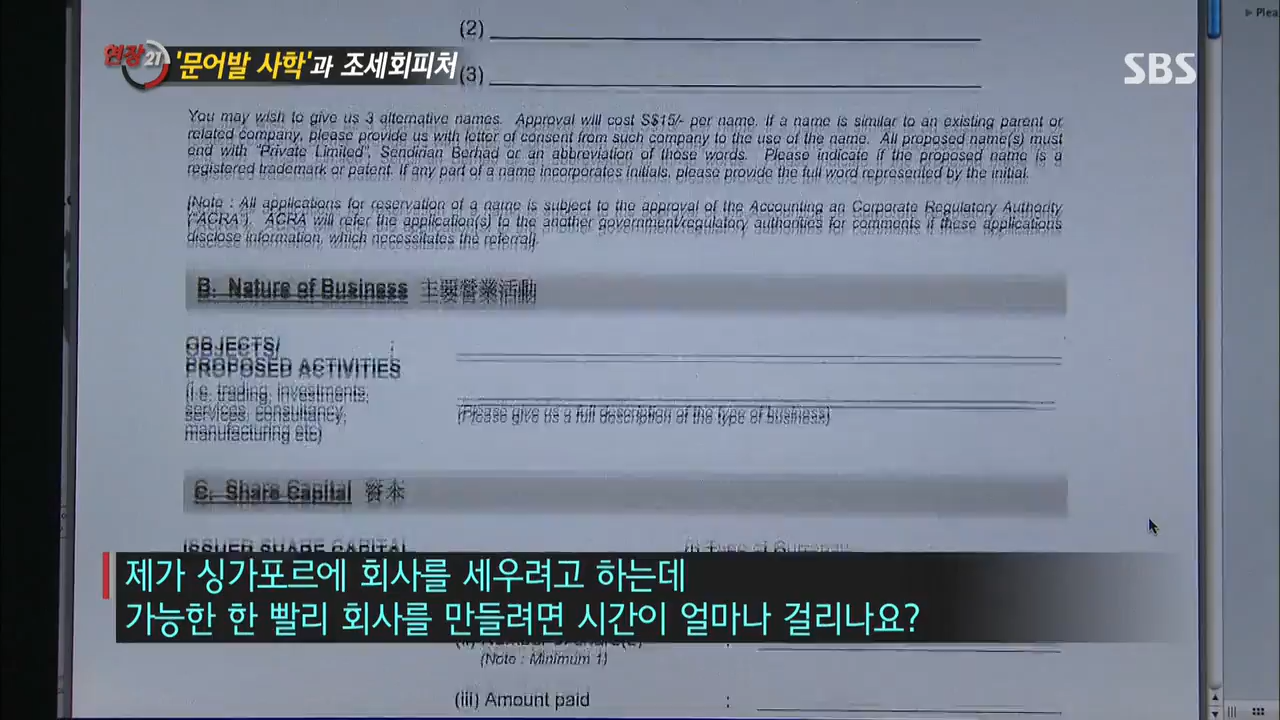 ▶ Plea
(2)
현장 21 '문어발 사학'과 조세회피처
SBS
(3)
You may wish to give us 3 alternative names. Approval will cost S$15/- per name. If a name is similar to an existing parent or
related company, please provide us with letter of consent from such company to the use of the name. All proposed name(s) must
end with "Private Limited", Sendirian Berhad or an abbreviation of those words. Please indicate if the proposed name is a
registered trademark or patent. If any part of a name incorporates initials, please provide the full word represented by the initial.
(Note : All applications for reservation of a name is subject to the approval of the Accounting an Corporate Regulatory Authority
("ACRA"). ACRA will refer the application(s) to the another government/regulatory authorities for comments if these applications
disclose information, which necessitates the referral)
B. Nature of Business 主要營業活動
OBJECTS/ :
PROPOSED ACTIVITIES
(i.e. trading, investments,
services, consultancy,
manufacturing etc)
(Please give us a full description of the type of business)
C. Share Capital 資本
ISSUED SHARE CAPITAL
제가 싱가포르에 회사를 세우려고 하는데
가능한 한 빨리 회사를 만들려면 시간이 얼마나 걸리나요?
(Note : Minimum 1)
(iii) Amount paid :